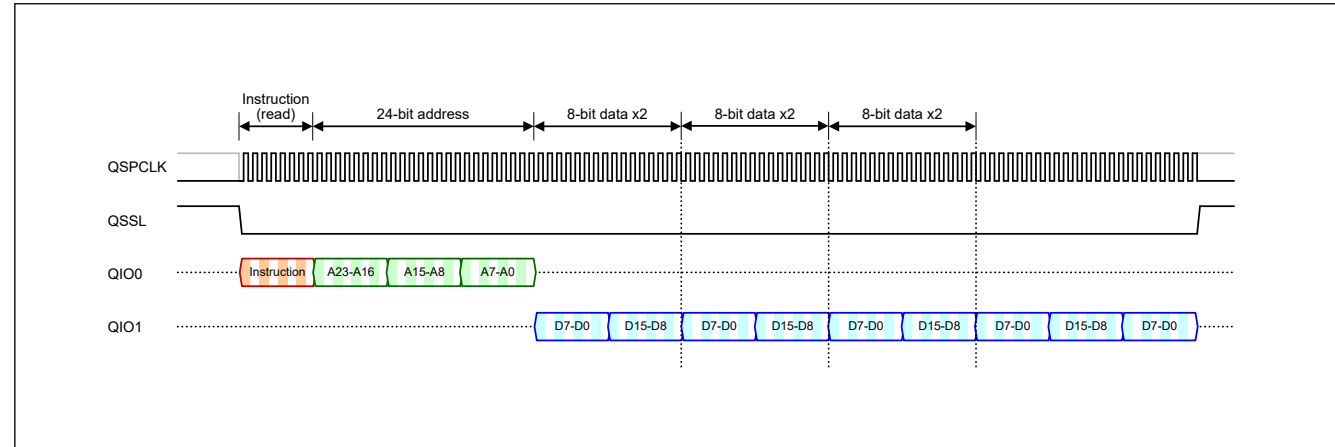 Instruction
(read)
24-bit address
8-bit data x2
8-bit data x2
8-bit data x2
QSPCLK
QSSL
QIO0
Instruction
A23-A16
A15-A8
A7-A0
QIO1
D7-D0
D15-D8
D7-D0
D15-D8
D7-D0
D15-D8
D7-D0
D15-D8
D7-D0